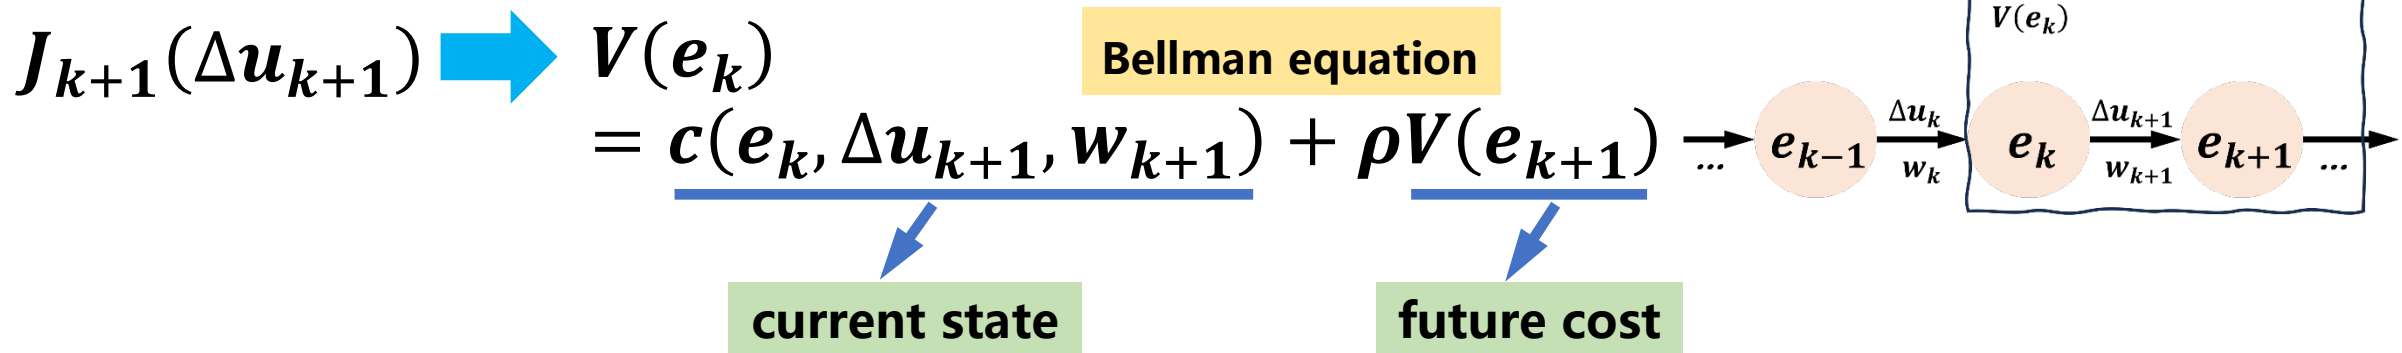 J_{k+1}(Δu_{k+1})
V(e_k)
= c(e_k, Δu_{k+1}, w_{k+1}) + ρV(e_{k+1})
Bellman equation
current state
future cost
V(e_k)
... e_{k-1} Δu_k w_k e_k Δu_{k+1} w_{k+1} e_{k+1} ...